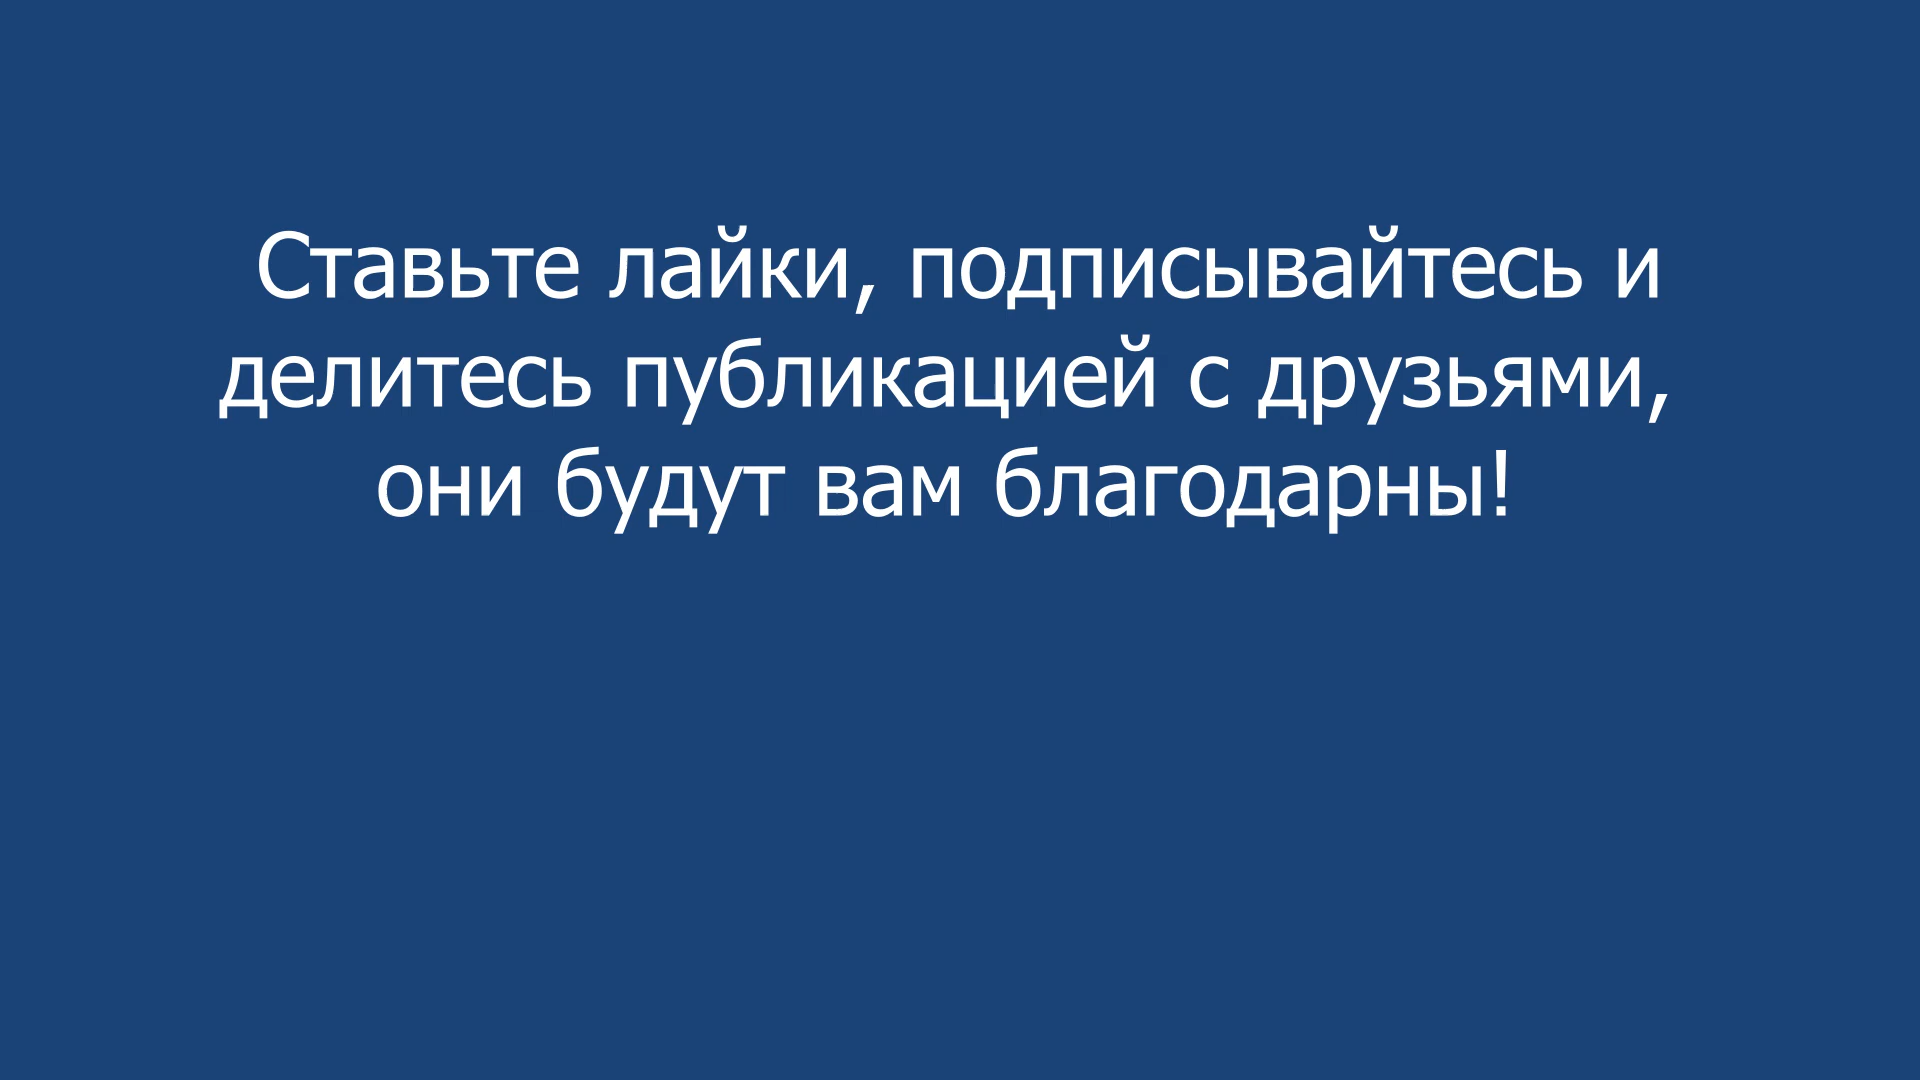 Ставьте лайки, подписывайтесь и
делитесь публикацией с друзьями,
они будут вам благодарны!